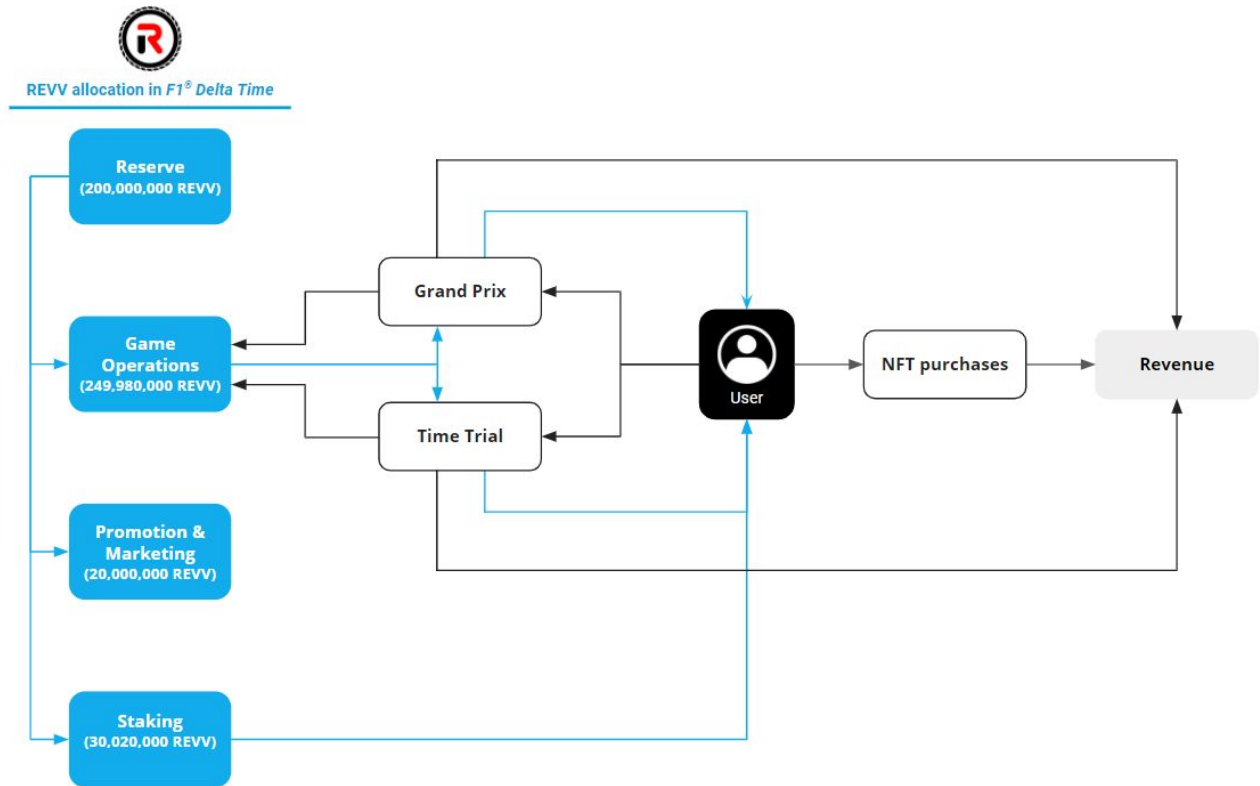 R
REVV allocation in F1® Delta Time
Reserve
(200,000,000 REVV)
Game
Operations
(249,980,000 REVV)
Promotion &
Marketing
(20,000,000 REVV)
Staking
(30,020,000 REVV)
Grand Prix
Time Trial
User
NFT purchases
Revenue